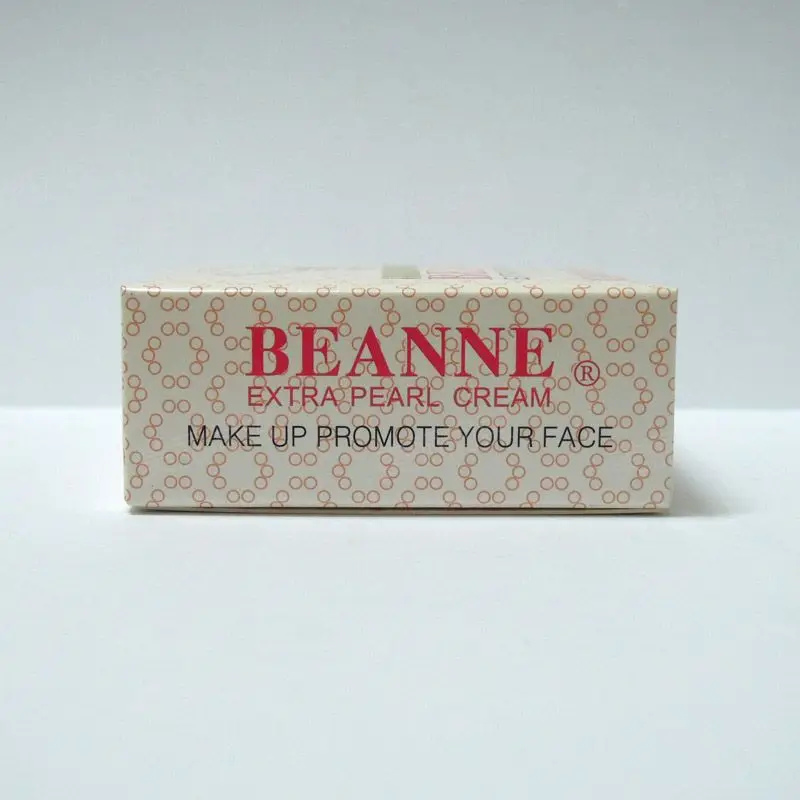 BEANNE ®
EXTRA PEARL CREAM
MAKE UP PROMOTE YOUR FACE